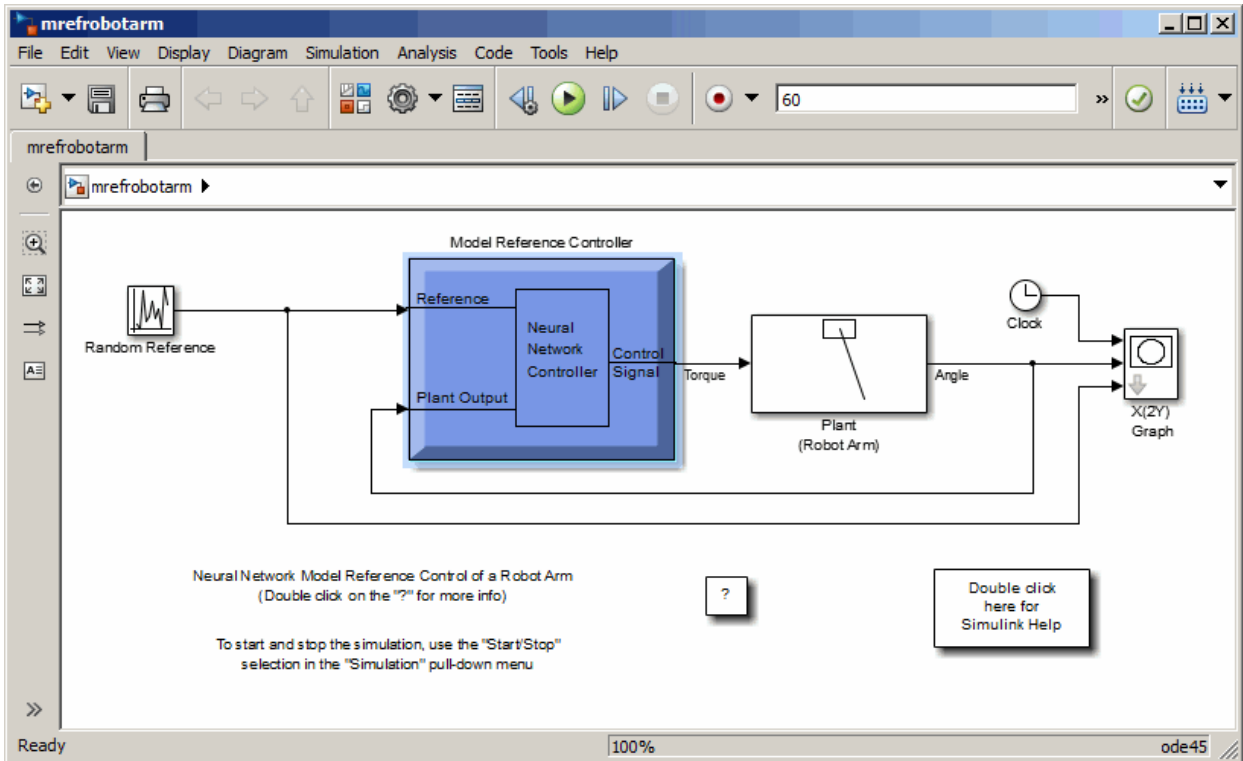 mrefrobotarm
File Edit View Display Diagram Simulation Analysis Code Tools Help
60
»
mrefrobotarm
mrefrobotarm
Model Reference Controller
Random Reference
Reference
Neural
Network
Controller
Control
Signal
Plant Output
Torque
Plant
(Robot Arm)
Angle
Clock
X(2Y)
Graph
Neural Network Model Reference Control of a Robot Arm
(Double click on the "?" for more info)
To start and stop the simulation, use the "Start/Stop"
selection in the "Simulation" pull-down menu
?
Double click
here for
Simulink Help
A
»
Ready
100%
ode45